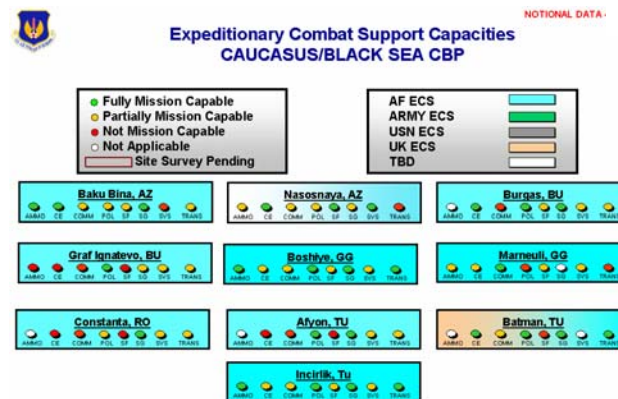 NOTIONAL DATA -
Expeditionary Combat Support Capacities
CAUCASUS/BLACK SEA CBP
Fully Mission Capable
Partially Mission Capable
Not Mission Capable
Not Applicable
Site Survey Pending
AF ECS
ARMY ECS
USN ECS
UK ECS
TBD
Baku Bina, AZ
AMMO CE COMM POL SF SG SVS TRANS
Nasosnaya, AZ
AMMO CE COMM POL SF SG SVS TRANS
Burgas, BU
AMMO CE COMM POL SF SG SVS TRANS
Graf Ignatevo, BU
AMMO CE COMM POL SF SG SVS TRANS
Boshiye, GG
AMMO CE COMM POL SF SG SVS TRANS
Marneuli, GG
AMMO CE COMM POL SF SG SVS TRANS
Constanta, RO
AMMO CE COMM POL SF SG SVS TRANS
Afyon, TU
AMMO CE COMM POL SF SG SVS TRANS
Batman, TU
AMMO CE COMM POL SF SG SVS TRANS
Incirlik, Tu
AMMO CE COMM POL SF SG SVS TRANS